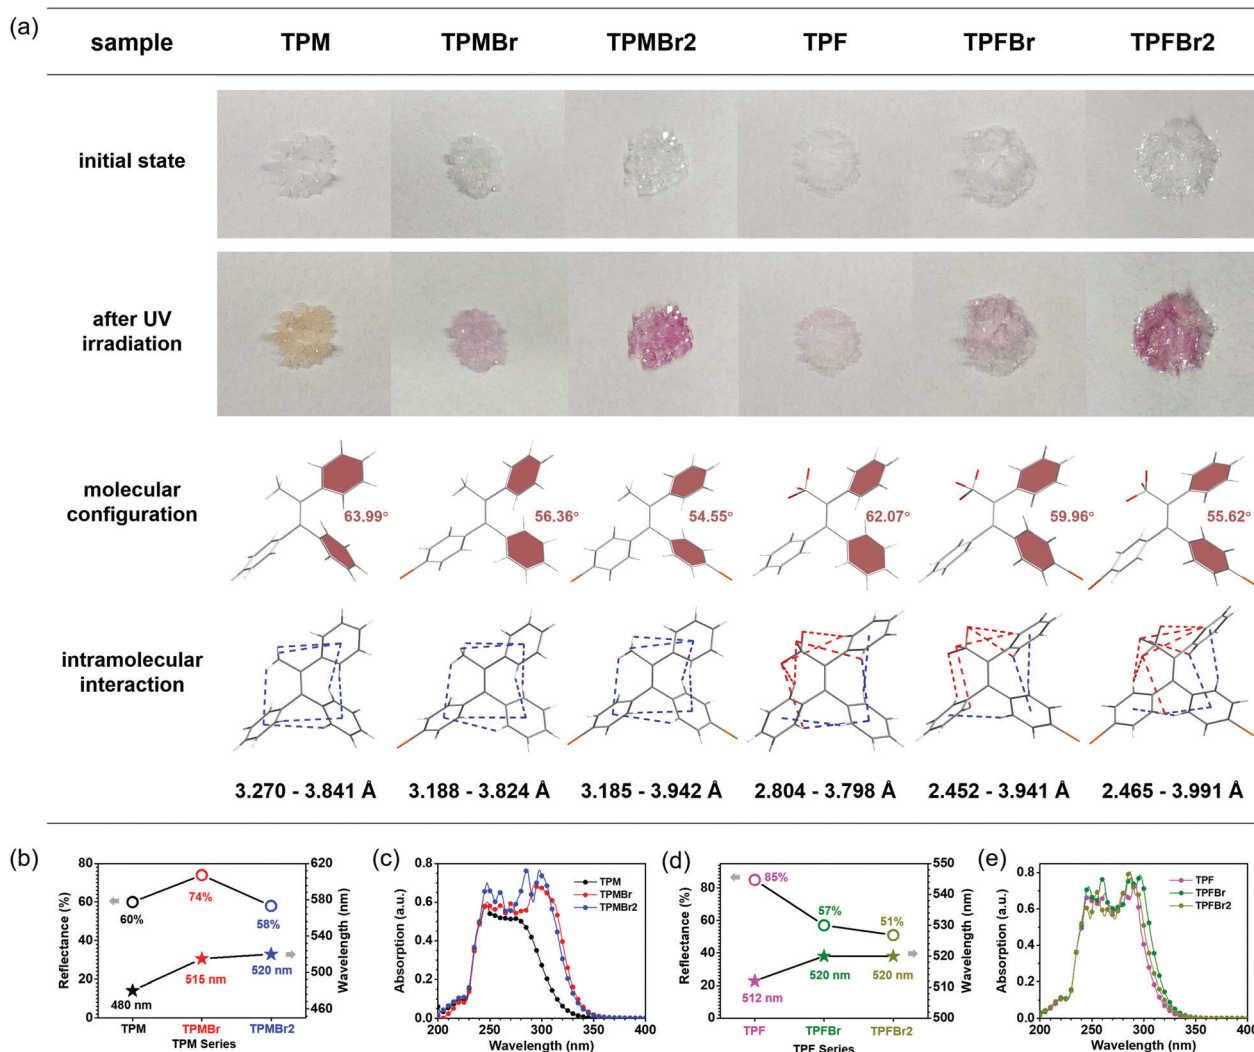 (a)
sample TPM TPMBr TPMBr2 TPF TPFBr TPFBr2
initial state
after UV
irradiation
molecular
configuration
63.99° 56.36° 54.55° 62.07° 59.96° 55.62°
intramolecular
interaction
3.270 - 3.841 Å 3.188 - 3.824 Å 3.185 - 3.942 Å 2.804 - 3.798 Å 2.452 - 3.941 Å 2.465 - 3.991 Å
(b)
80 620
60 580
40 540
20 500
0 460
Reflectance (%)
Wavelength (nm)
60%
74%
58%
480 nm
515 nm
520 nm
TPM TPMBr TPMBr2
TPM Series
(c)
0.8
0.6
0.4
0.2
0.0
Absorption (a.u.)
TPM
TPMBr
TPMBr2
200 250 300 350 400
Wavelength (nm)
(d)
80
60
40
20
0
Reflectance (%)
550
540
530
520
510
500
Wavelength (nm)
85%
57%
51%
512 nm
520 nm
520 nm
TPF TPFBr TPFBr2
TPF Series
(e)
0.8
0.6
0.4
0.2
0.0
Absorption (a.u.)
TPF
TPFBr
TPFBr2
200 250 300 350 400
Wavelength (nm)